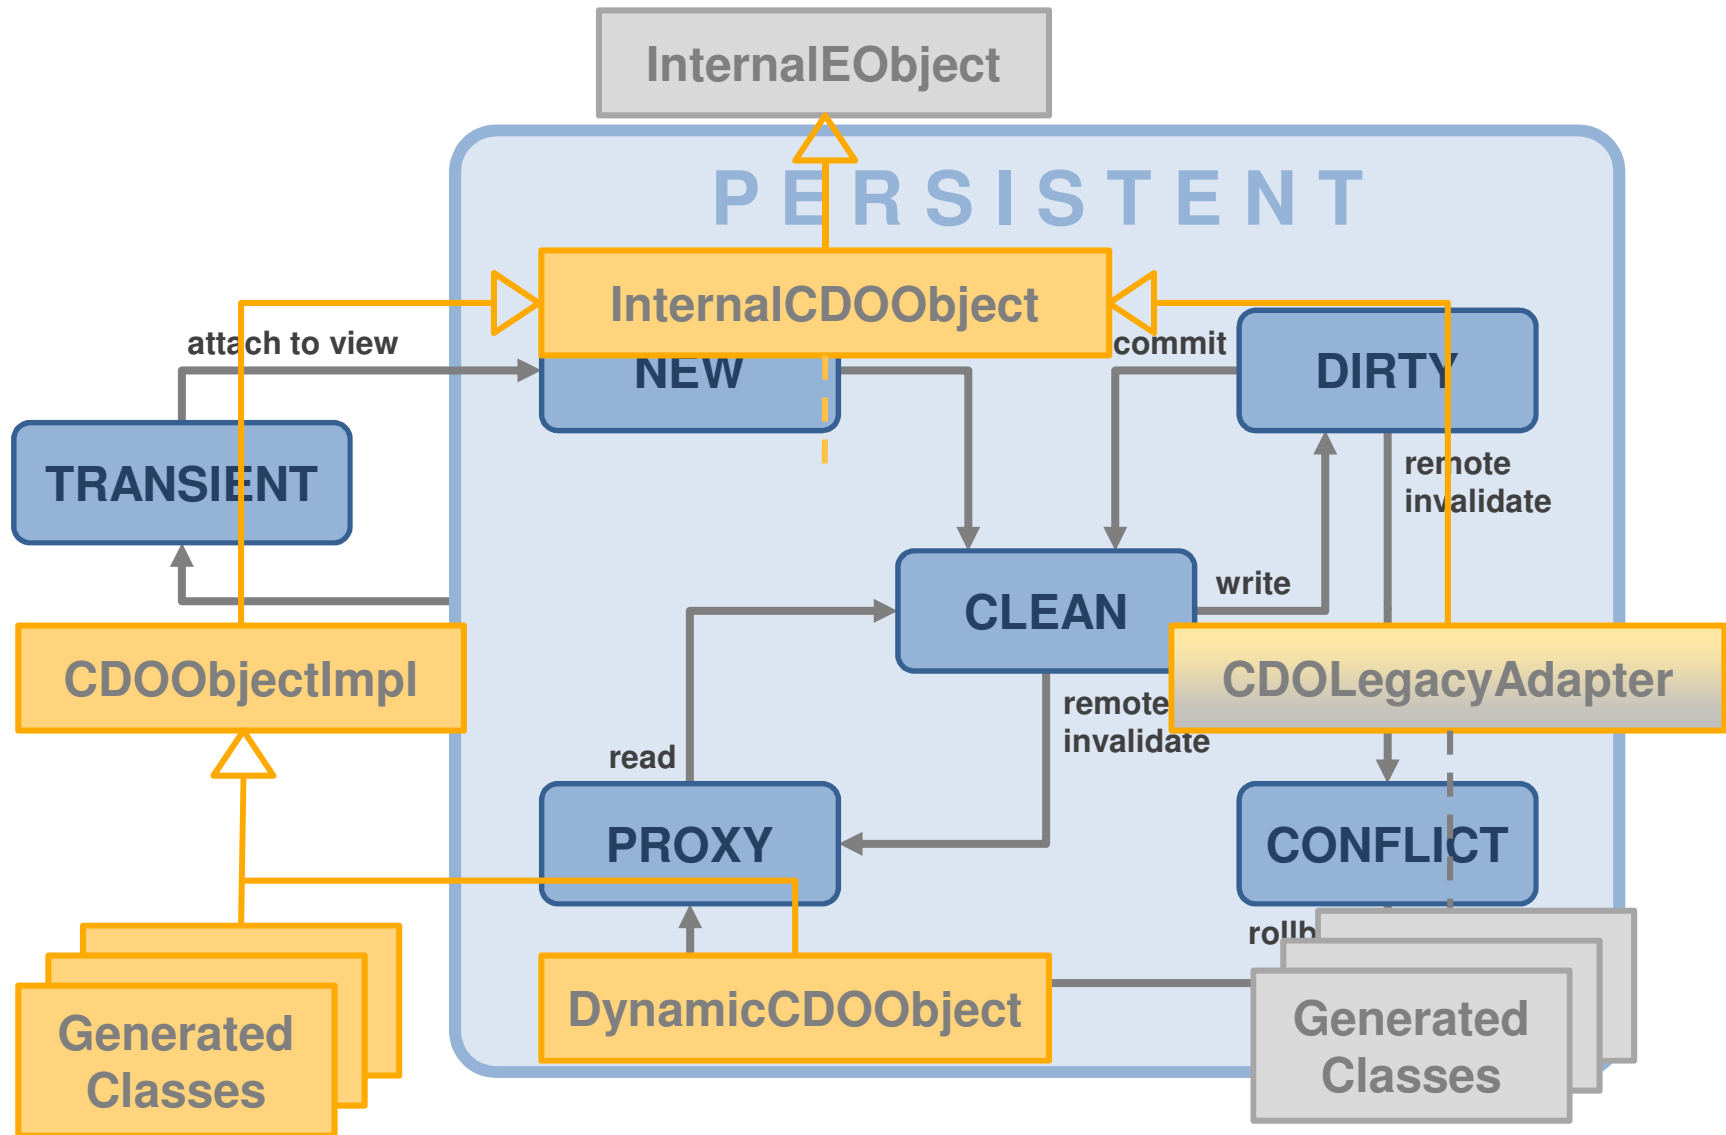 InternalEObject
PERSISTENT
InternalCDOObject
attach to view
commit
NEW
DIRTY
TRANSIENT
remote
invalidate
write
CLEAN
CDOObjectImpl
CDOLegacyAdapter
remote
invalidate
read
PROXY
CONFLICT
rollb
DynamicCDOObject
Generated
Classes
Generated
Classes